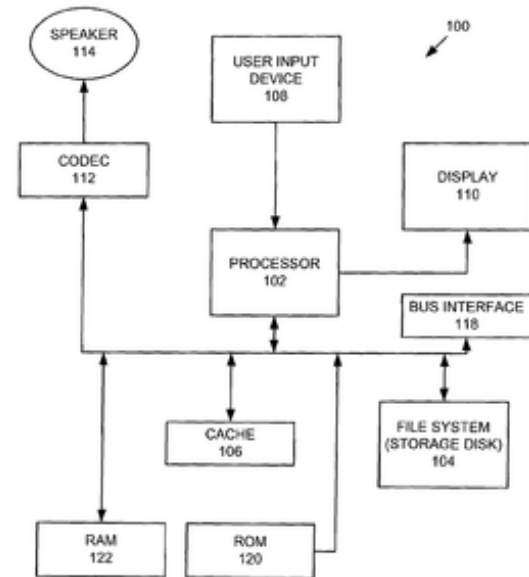 SPEAKER
114
100
USER INPUT
DEVICE
108
CODEC
112
DISPLAY
110
PROCESSOR
102
BUS INTERFACE
118
CACHE
106
FILE SYSTEM
(STORAGE DISK)
104
RAM
122
ROM
120